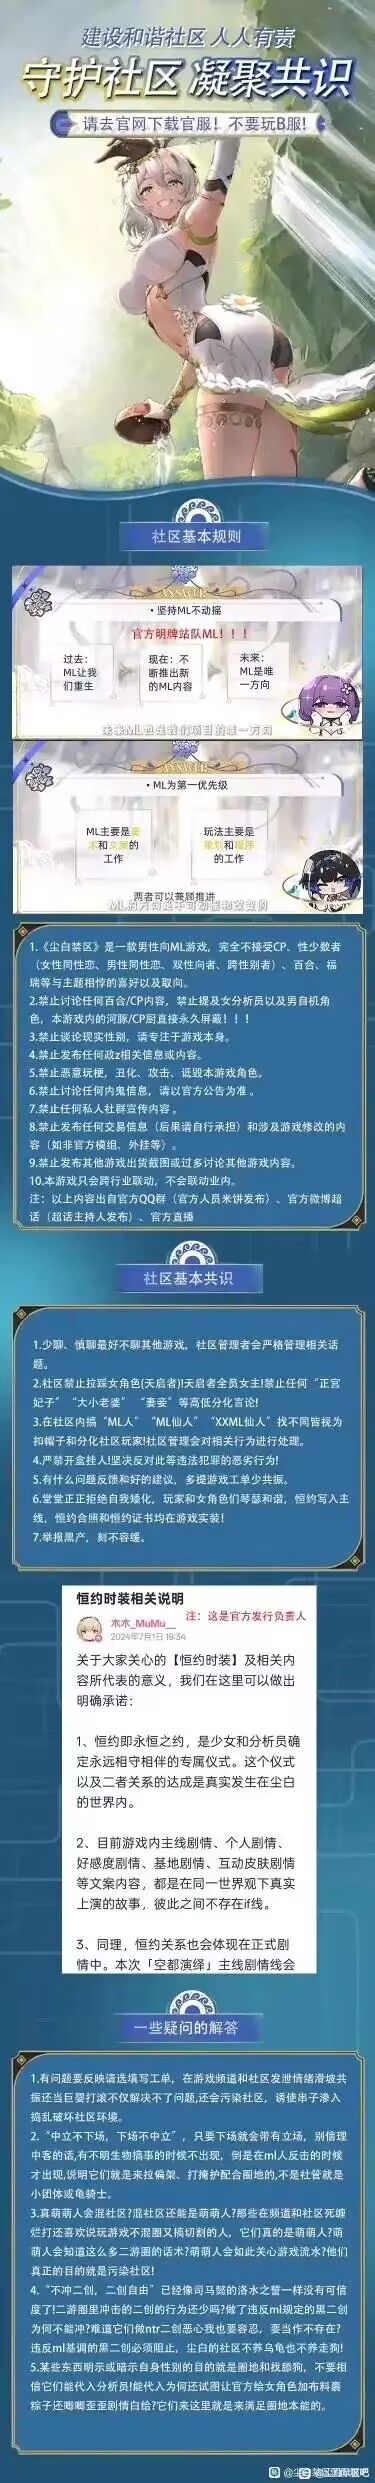 建设和谐社区 人人有责
守护社区 凝聚共识
请去官网下载官服！不要玩B服!
社区基本规则
ANSWER
• 坚持ML不动摇
官方明牌站队ML！！！
过去：
ML让我
们重生
现在：不
断推出新
的ML内容
未来：
ML是唯
一方向
未来ML也是我们项目的唯一方向
ANSWER
• ML为第一优先级
ML主要是美
术和文案的
工作
玩法主要是
策划和程序
的工作
两者可以兼顾推进
ML的方向是不可动摇和改变的
1.《尘白禁区》是一款男性向ML游戏，完全不接受CP、性少数者
（女性同性恋、男性同性恋、双性向者、跨性别者）、百合、福
瑞等与主题相悖的喜好以及取向。
2.禁止讨论任何百合/CP内容，禁止提及女分析员以及男自机角
色，本游戏内的河豚/CP厨直接永久屏蔽！！！
3.禁止谈论现实性别，请专注于游戏本身。
4.禁止发布任何政z相关信息或内容。
5.禁止恶意玩梗，丑化、攻击、诋毁本游戏角色。
6.禁止讨论任何内鬼信息，请以官方公告为准 。
7.禁止任何私人社群宣传内容 。
8.禁止发布任何交易信息（后果请自行承担）和涉及游戏修改的内
容（如非官方模组、外挂等）。
9.禁止发布其他游戏出货截图或过多讨论其他游戏内容。
10.本游戏只会跨行业联动，不会联动业内。
注：以上内容出自官方QQ群（官方人员米饼发布）、官方微博超
话（超话主持人发布）、官方直播
社区基本共识
1.少聊、慎聊最好不聊其他游戏，社区管理者会严格管理相关话
题。
2.社区禁止拉踩女角色(天启者)!天启者全员女主!禁止任何“正宫
妃子”“大小老婆”“妻妾”等高低分化言论!
3.在社区内搞“ML人”“ML仙人”“XXML仙人”找不同皆视为
扣帽子和分化社区玩家!社区管理会对相关行为进行处理。
4.严禁开盒挂人!坚决反对此等违法犯罪的恶劣行为!
5.有什么问题反馈和好的建议，多提游戏工单少共振。
6.堂堂正正拒绝自我矮化，玩家和女角色们琴瑟和谐，恒约写入主
线，恒约合照和恒约证书均在游戏实装!
7.举报黑产，刻不容缓。
恒约时装相关说明
木木_MuMu__
注：这是官方发行负责人
2024年7月1日 19:34
关于大家关心的【恒约时装】及相关内
容所代表的意义，我们在这里可以做出
明确承诺：
1、恒约即永恒之约，是少女和分析员确
定永远相守相伴的专属仪式。这个仪式
以及二者关系的达成是真实发生在尘白
的世界内。
2、目前游戏内主线剧情、个人剧情、
好感度剧情、基地剧情、互动皮肤剧情
等文案内容，都是在同一世界观下真实
上演的故事，彼此之间不存在if线。
3、同理，恒约关系也会体现在正式剧
情中。本次「空都演绎」主线剧情线会
一些疑问的解答
1.有问题要反映请选填写工单，在游戏频道和社区发泄情绪滑坡共
振还当巨婴打滚不仅解决不了问题,还会污染社区，诱使串子渗入
捣乱破坏社区环境。
2.“中立不下场，下场不中立”，只要下场就会带有立场，别信理
中客的话,有不明生物搞事的时候不出现，倒是在ml人反击的时候
才出现,说明它们就是来拉偏架、打掩护配合圈地的,不是社管就是
小团体或龟骑士。
3.真萌萌人会混社区?混社区还能是萌萌人?那些在频道和社区死缠
烂打还喜欢说玩游戏不混圈又搞切割的人，它们真的是萌萌人?萌
萌人会知道这么多二游圈的话术?萌萌人会如此关心游戏流水?他们
真正的目的就是污染社区!
4.“不冲二创，二创自由”已经像司马懿的洛水之誓一样没有可信
度了!二游圈里冲击的二创的行为还少吗?做了违反ml规定的黑二创
为何不能冲?难道它们做ntr二创恶心我也要容忍，要当作不存在?
违反ml基调的黑二创必须阻止，尘白的社区不养乌龟也不养走狗!
5.某些东西明示或暗示自身性别的目的就是圈地和找舔狗，不要相
信它们能代入分析员!能代入为何还试图让官方给女角色加布料裹
粽子还唧唧歪歪剧情白给?它们来这里就是来满足圈地本能的。